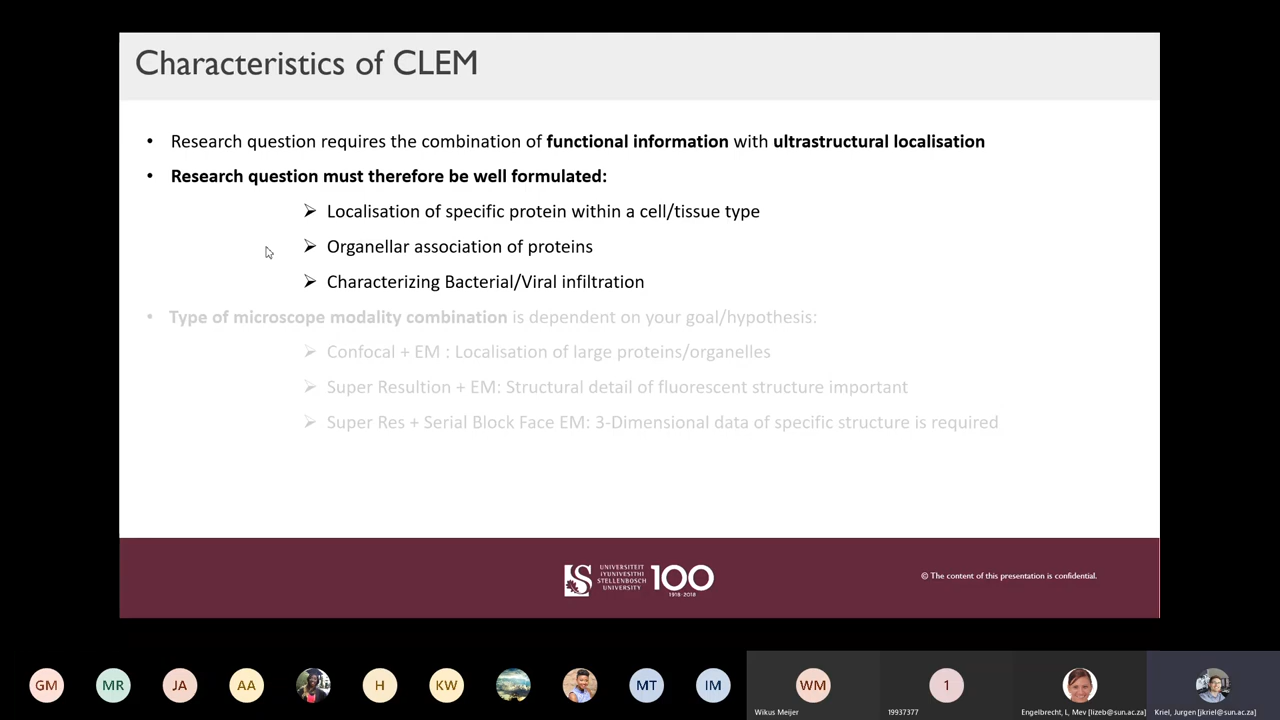 Characteristics of CLEM
• Research question requires the combination of functional information with ultrastructural localisation
• Research question must therefore be well formulated:
➢ Localisation of specific protein within a cell/tissue type
➢ Organellar association of proteins
➢ Characterizing Bacterial/Viral infiltration
• Type of microscope modality combination is dependent on your goal/hypothesis:
➢ Confocal + EM : Localisation of large proteins/organelles
➢ Super Resultion + EM: Structural detail of fluorescent structure important
➢ Super Res + Serial Block Face EM: 3-Dimensional data of specific structure is required
UNIVERSITEIT
IYUNIVESITHI
STELLENBOSCH
UNIVERSITY
100
1918-2018
© The content of this presentation is confidential.
GM
MR
JA
AA
H
KW
MT
IM
WM
1
Wikus Meijer
19937377
Engelbrecht, L, Mev [lizeb@sun.ac.za]
Kriel, Jurgen [jkriel@sun.ac.za]